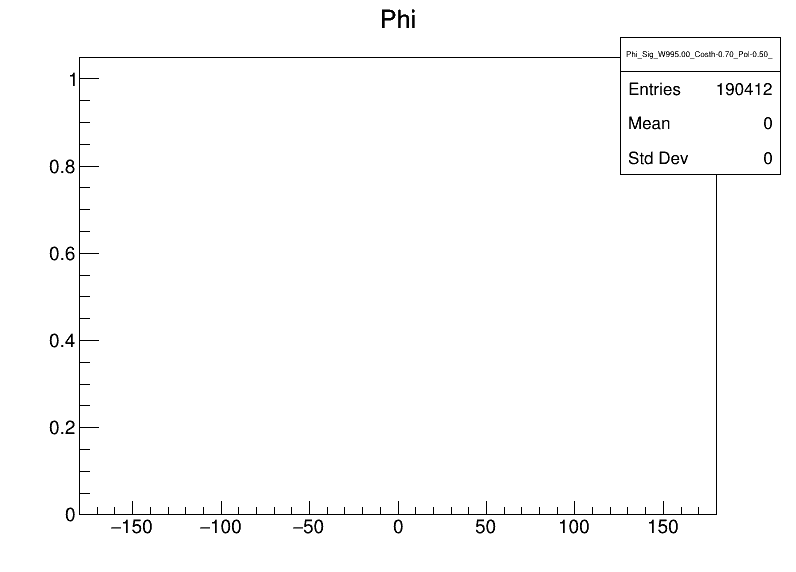 Phi
Phi_Sig_W995.00_Costh-0.70_Pol-0.50_
Entries 190412
Mean 0
Std Dev 0
1
0.8
0.6
0.4
0.2
0
−150 −100 −50 0 50 100 150